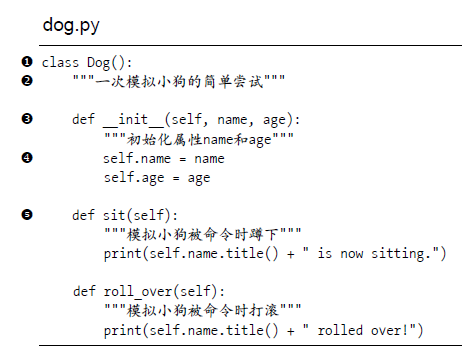 dog.py
❶ class Dog():
❷     """一次模拟小狗的简单尝试"""
❸     def __init__(self, name, age):
        """初始化属性name和age"""
❹         self.name = name
        self.age = age
❺     def sit(self):
        """模拟小狗被命令时蹲下"""
        print(self.name.title() + " is now sitting.")
    def roll_over(self):
        """模拟小狗被命令时打滚"""
        print(self.name.title() + " rolled over!")